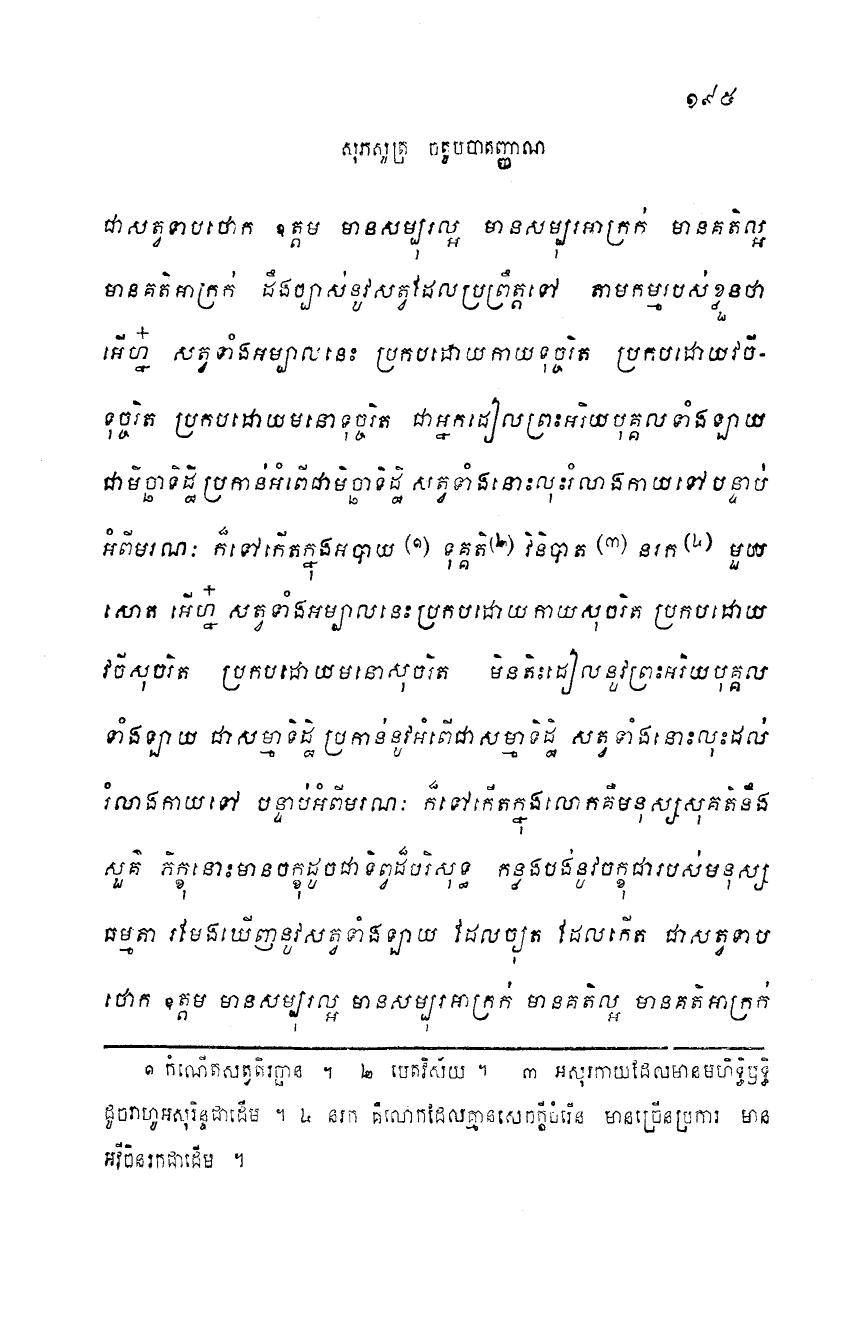 ១៩៥
សុភសូត្រ ចតូបបាតញ្ញាណ
ជាសត្វទាបថោក ឧត្តម មានសម្បុរល្អ មានសម្បុរអាក្រក់ មានគតិល្អ
មានគតិអាក្រក់ ដឹងច្បាស់នូវសត្វដែលប្រព្រឹត្តទៅ តាមកម្មរបស់ខ្លួនថា
អើហ្ន៎ សត្វទាំងអម្បាលនេះ ប្រកបដោយកាយទុច្ចរិត ប្រកបដោយវចី-
ទុច្ចរិត ប្រកបដោយមនោទុច្ចរិត ជាអ្នកដៀលព្រះអរិយបុគ្គលទាំងឡាយ
ជាមិច្ឆាទិដ្ឋិ ប្រកាន់អំពើជាមិច្ឆាទិដ្ឋិ សត្វទាំងនោះលុះរំលាងកាយទៅ បន្ទាប់
អំពីមរណៈ ក៏ទៅកើតក្នុងអបាយ (១) ទុគ្គតិ(២) វិនិបាត (៣) នរក(៤) មួយ
សោត អើហ្ន៎ សត្វទាំងអម្បាលនេះប្រកបដោយកាយសុចរិត ប្រកបដោយ
វចីសុចរិត ប្រកបដោយមនោសុចរិត មិនតិះដៀលនូវព្រះអរិយបុគ្គល
ទាំងឡាយ ជាសម្មាទិដ្ឋិ ប្រកាន់នូវអំពើជាសម្មាទិដ្ឋិ សត្វទាំងនោះលុះដល់
រំលាងកាយទៅ បន្ទាប់អំពីមរណៈ ក៏ទៅកើតក្នុងលោកគឺមនុស្សសុគតិនឹង
សួគ៌ ភិក្ខុនោះមានចក្ខុដូចជាទិព្វដ៏បរិសុទ្ធ កន្លងបង់នូវចក្ខុជារបស់មនុស្ស
ធម្មតា រមែងឃើញនូវសត្វទាំងឡាយ ដែលច្យុត ដែលកើត ជាសត្វទាប
ថោក ឧត្តម មានសម្បុរល្អ មានសម្បុរអាក្រក់ មានគតិល្អ មានគតិអាក្រក់
១ កំណើតសត្វតិរច្ឆាន ។ ២ បេតវិស័យ ។ ៣ អសុរកាយដែលមានមហិទ្ធិឫទ្ធិ
ដូចរាហូអសុរិន្ទជាដើម ។ ៤ នរក គឺលោកដែលគ្មានសេចក្តីចំរើន មានច្រើនប្រការ មាន
អវីចិនរកជាដើម ។